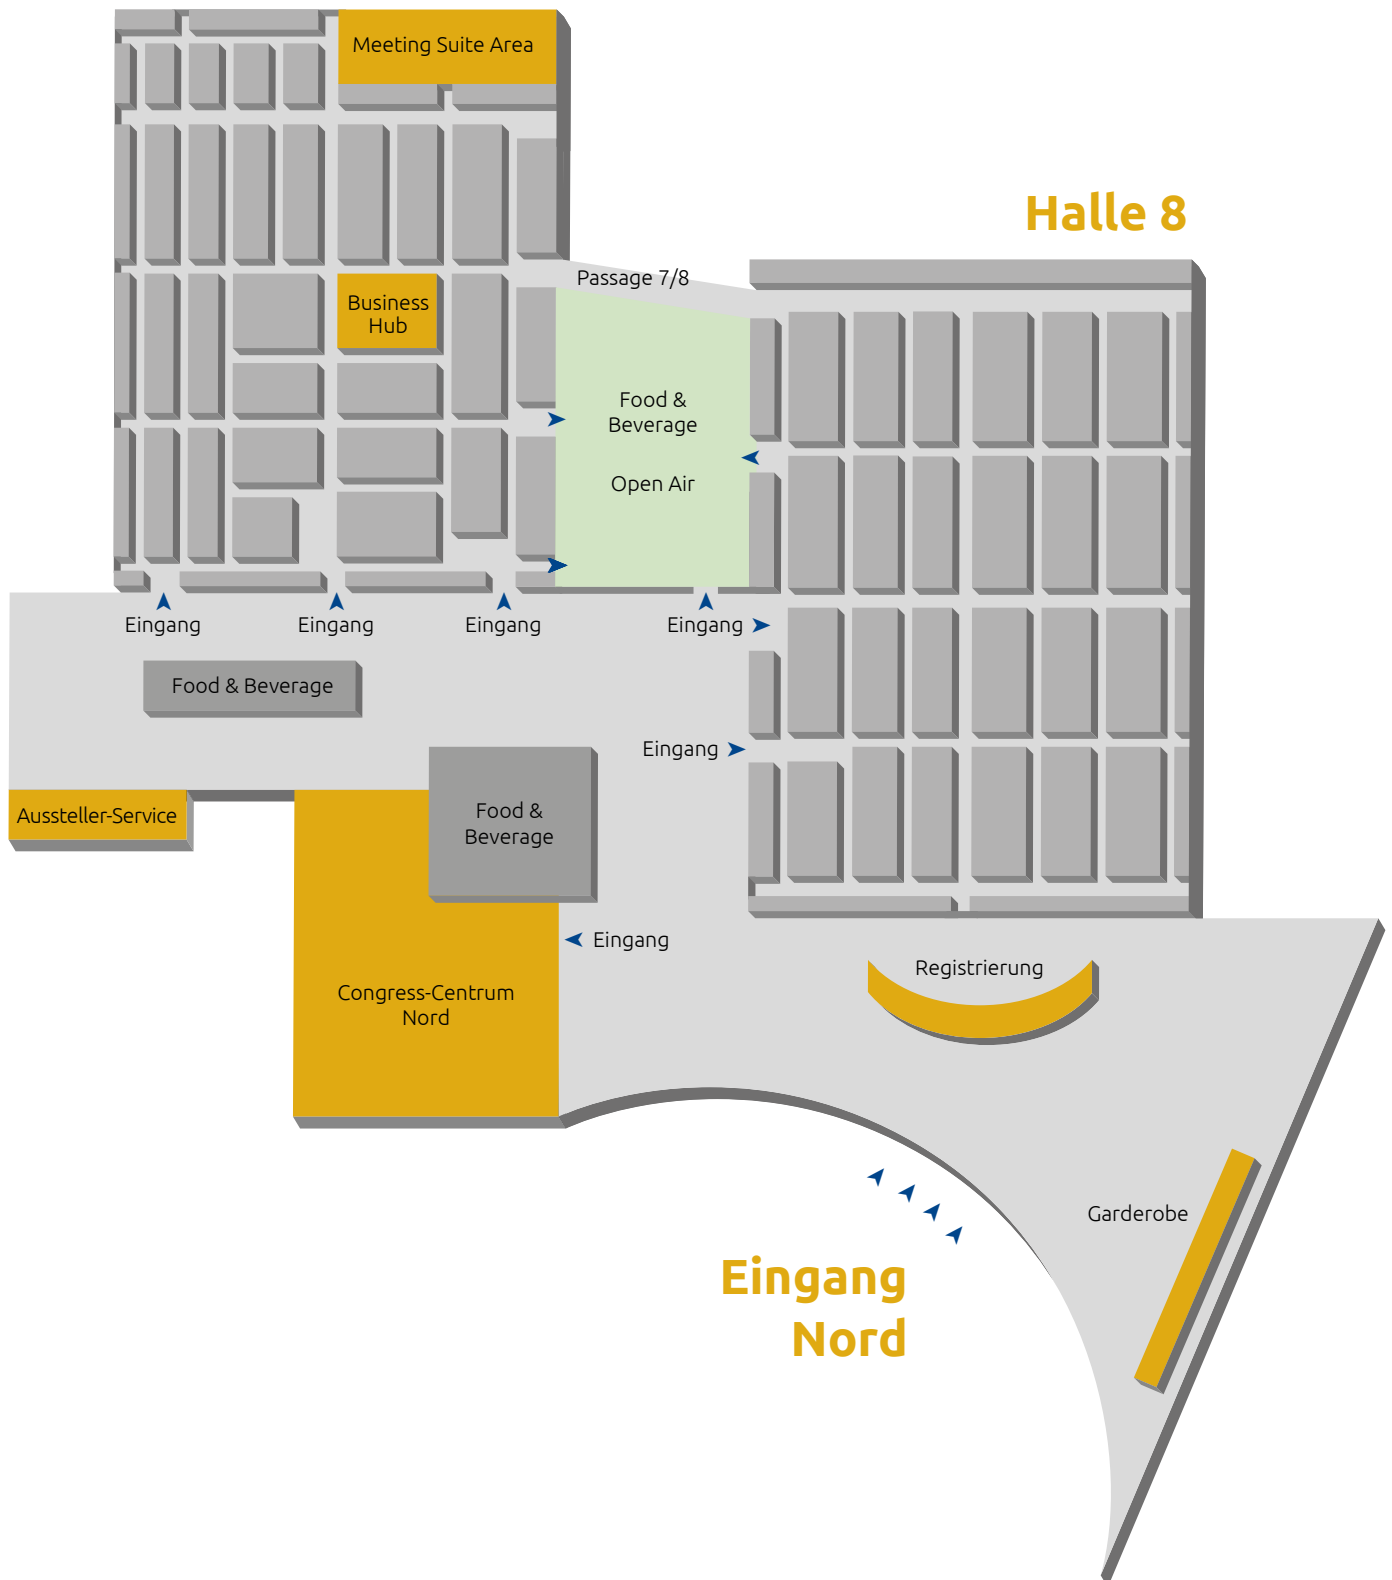 Meeting Suite Area
Halle 8
Passage 7/8
Business
Hub
Food &
Beverage
Open Air
Eingang
Eingang
Eingang
Eingang
Food & Beverage
Eingang
Aussteller-Service
Food &
Beverage
Eingang
Registrierung
Congress-Centrum
Nord
Garderobe
Eingang
Nord